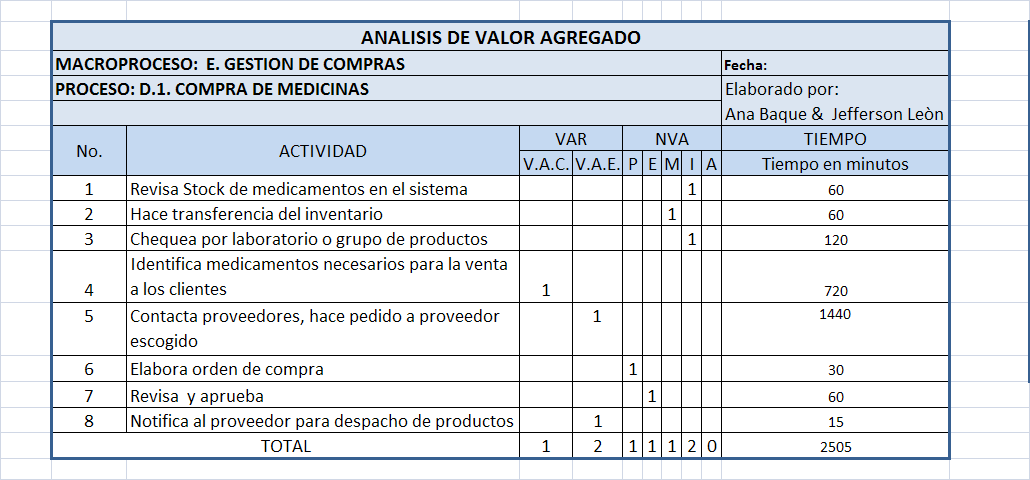 ANALISIS DE VALOR AGREGADO
MACROPROCESO:  E. GESTION DE COMPRAS
Fecha:
PROCESO: D.1. COMPRA DE MEDICINAS
Elaborado por:
Ana Baque &  Jefferson Leòn
No. ACTIVIDAD VAR NVA TIEMPO
V.A.C. V.A.E. P E M I A Tiempo en minutos
1 Revisa Stock de medicamentos en el sistema 1 60
2 Hace transferencia del inventario 1 60
3 Chequea por laboratorio o grupo de productos 1 120
Identifica medicamentos necesarios para la venta
4 a los clientes 1 720
5 Contacta proveedores, hace pedido a proveedor 1 1440
escogido
6 Elabora orden de compra 1 30
7 Revisa  y aprueba 1 60
8 Notifica al proveedor para despacho de productos 1 15
TOTAL 1 2 1 1 1 2 0 2505